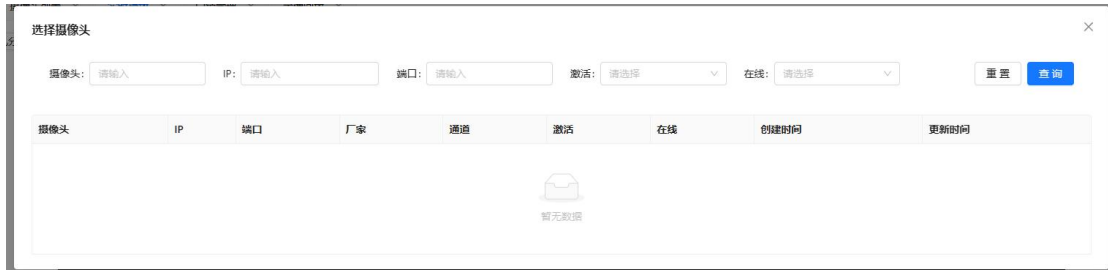 选择摄像头
摄像头: 请输入 IP: 请输入 端口: 请输入 激活: 请选择 在线: 请选择 重置 查询
摄像头 IP 端口 厂家 通道 激活 在线 创建时间 更新时间
暂无数据